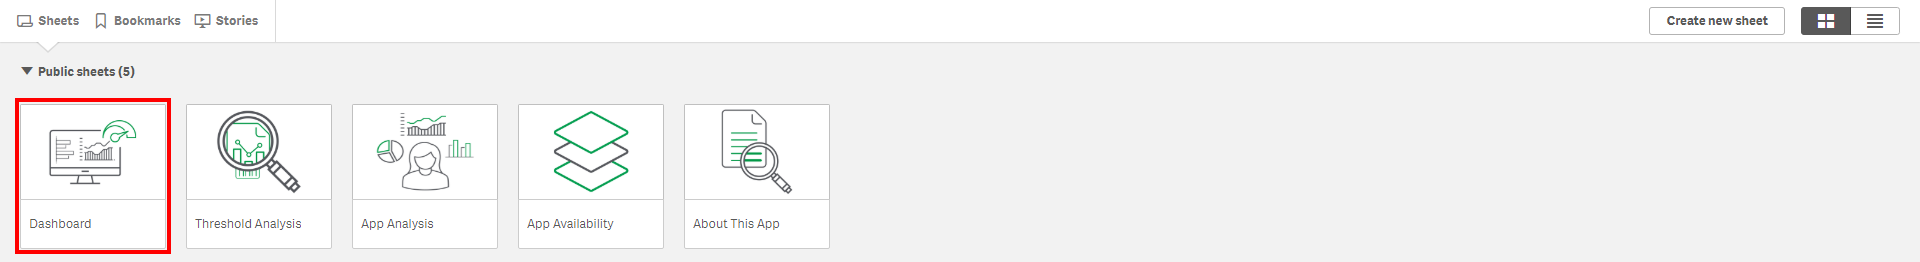 Sheets Bookmarks Stories Create new sheet
Public sheets (5)
Dashboard Threshold Analysis App Analysis App Availability About This App